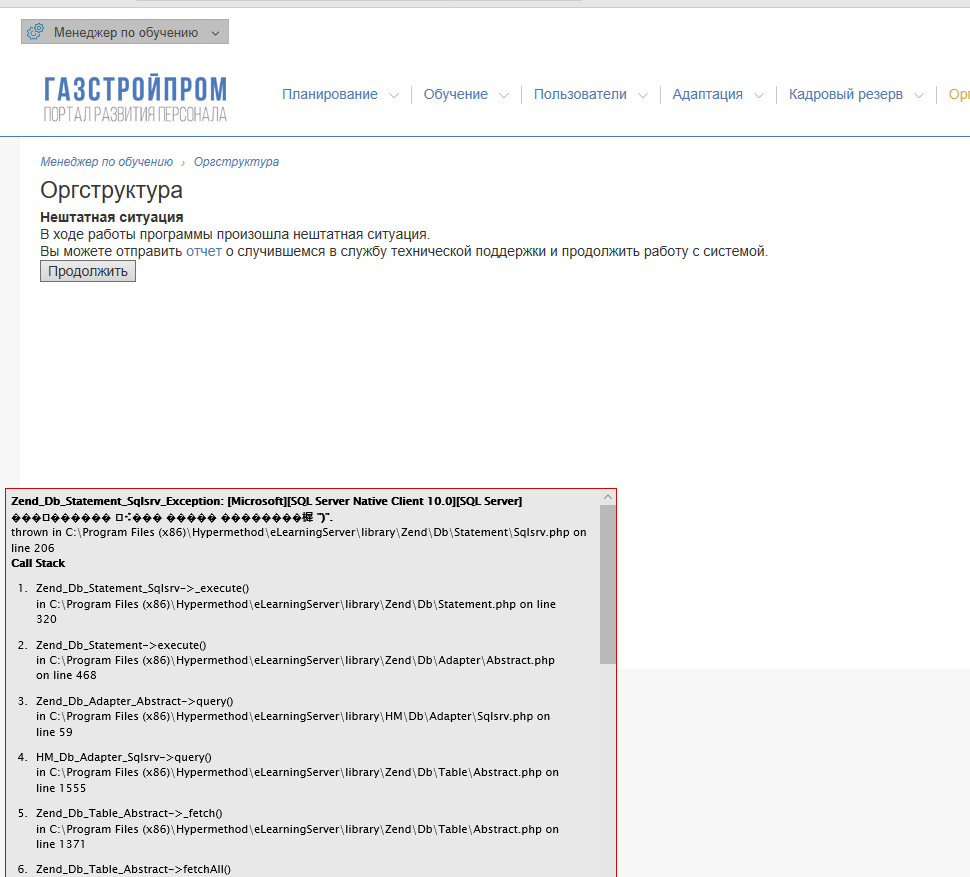 Менеджер по обучению
ГАЗСТРОЙПРОМ
ПОРТАЛ РАЗВИТИЯ ПЕРСОНАЛА
Планирование
Обучение
Пользователи
Адаптация
Кадровый резерв
Менеджер по обучению › Оргструктура
Оргструктура
Нештатная ситуация
В ходе работы программы произошла нештатная ситуация.
Вы можете отправить отчет о случившемся в службу технической поддержки и продолжить работу с системой.
Продолжить
Zend_Db_Statement_Sqlsrv_Exception: [Microsoft][SQL Server Native Client 10.0][SQL Server]
thrown in C:\Program Files (x86)\Hypermethod\eLearningServer\library\Zend\Db\Statement\Sqlsrv.php on
line 206
Call Stack
1. Zend_Db_Statement_Sqlsrv->_execute()
in C:\Program Files (x86)\Hypermethod\eLearningServer\library\Zend\Db\Statement.php on line
320
2. Zend_Db_Statement->execute()
in C:\Program Files (x86)\Hypermethod\eLearningServer\library\Zend\Db\Adapter\Abstract.php
on line 468
3. Zend_Db_Adapter_Abstract->query()
in C:\Program Files (x86)\Hypermethod\eLearningServer\library\HM\Db\Adapter\Sqlsrv.php on
line 59
4. HM_Db_Adapter_Sqlsrv->query()
in C:\Program Files (x86)\Hypermethod\eLearningServer\library\Zend\Db\Table\Abstract.php on
line 1555
5. Zend_Db_Table_Abstract->_fetch()
in C:\Program Files (x86)\Hypermethod\eLearningServer\library\Zend\Db\Table\Abstract.php on
line 1371
6. Zend_Db_Table_Abstract->fetchAll()